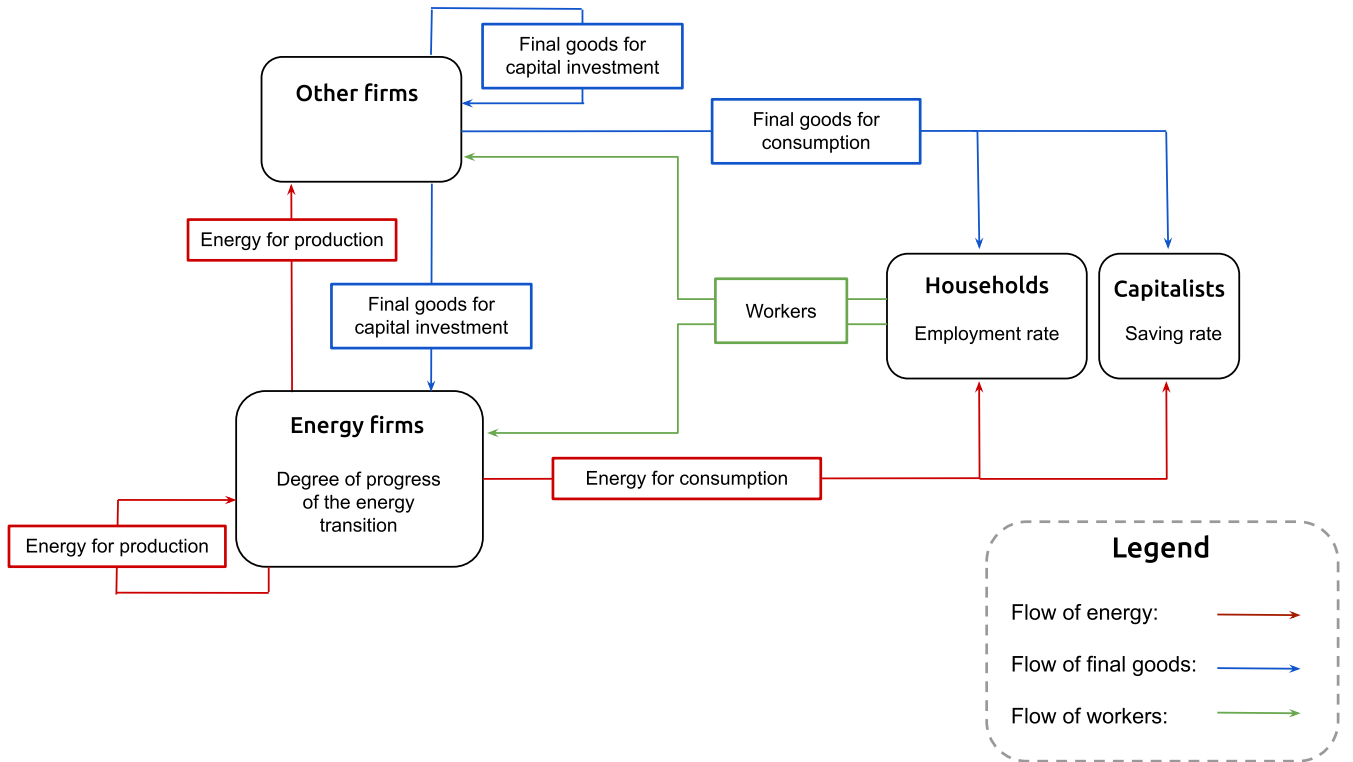 Final goods for
capital investment
Other firms
Final goods for
consumption
Energy for production
Final goods for
capital investment
Workers
Households
Employment rate
Capitalists
Saving rate
Energy firms
Degree of progress
of the energy
transition
Energy for consumption
Energy for production
Legend
Flow of energy:
Flow of final goods:
Flow of workers: